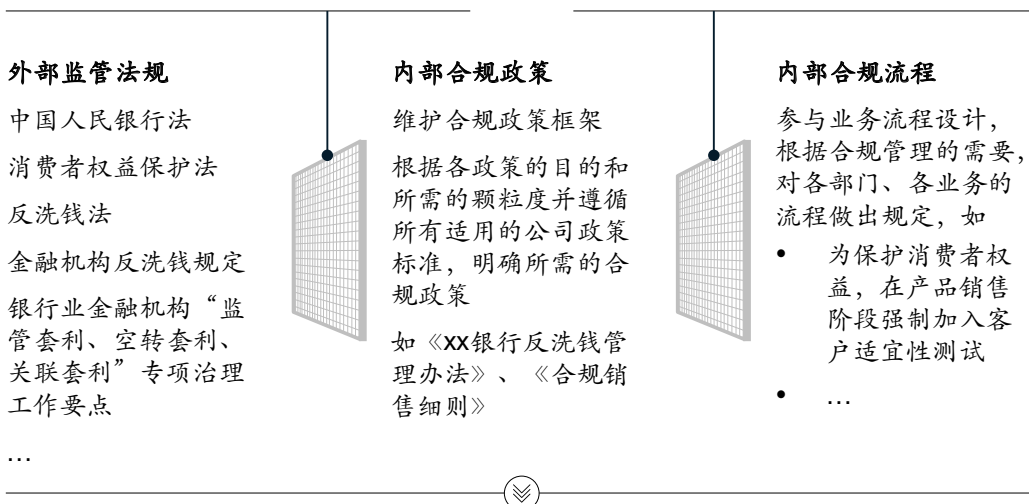 外部监管法规
中国人民银行法
消费者权益保护法
反洗钱法
金融机构反洗钱规定
银行业金融机构“监
管套利、空转套利、
关联套利”专项治理
工作要点
…
内部合规政策
维护合规政策框架
根据各政策的目的和
所需的颗粒度并遵循
所有适用的公司政策
标准，明确所需的合
规政策
如《xx银行反洗钱管
理办法》、《合规销
售细则》
内部合规流程
参与业务流程设计，
根据合规管理的需要，
对各部门、各业务的
流程做出规定，如
• 为保护消费者权
益，在产品销售
阶段强制加入客
户适宜性测试
• …